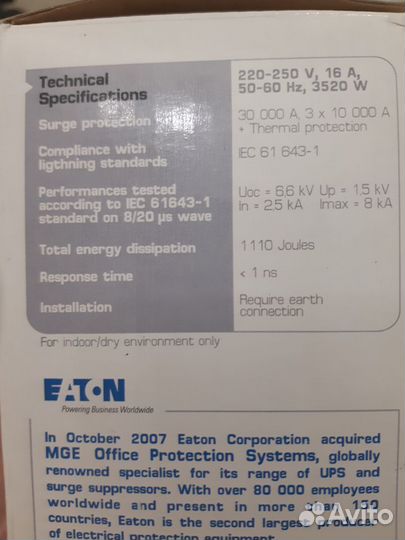 Technical 220-250 V, 16 A,
Specifications 50-60 Hz, 3520 W
Surge protection 30 000 A, 3 x 10 000 A
+ Thermal protection
Compliance with IEC 61 643-1
ligthning standards
Performances tested Uoc = 6,6 kV Up = 1,5 kV
according to IEC 61643-1 In = 2,5 kA Imax = 8 kA
standard on 8/20 µs wave
Total energy dissipation 1110 Joules
Response time < 1 ns
Installation Require earth
connection
For indoor/dry environment only
EATON
Powering Business Worldwide
In October 2007 Eaton Corporation acquired
MGE Office Protection Systems, globally
renowned specialist for its range of UPS and
surge suppressors. With over 80 000 employees
worldwide and present in more than 150
countries, Eaton is the second largest producer
of electrical protection equipment.
Avito